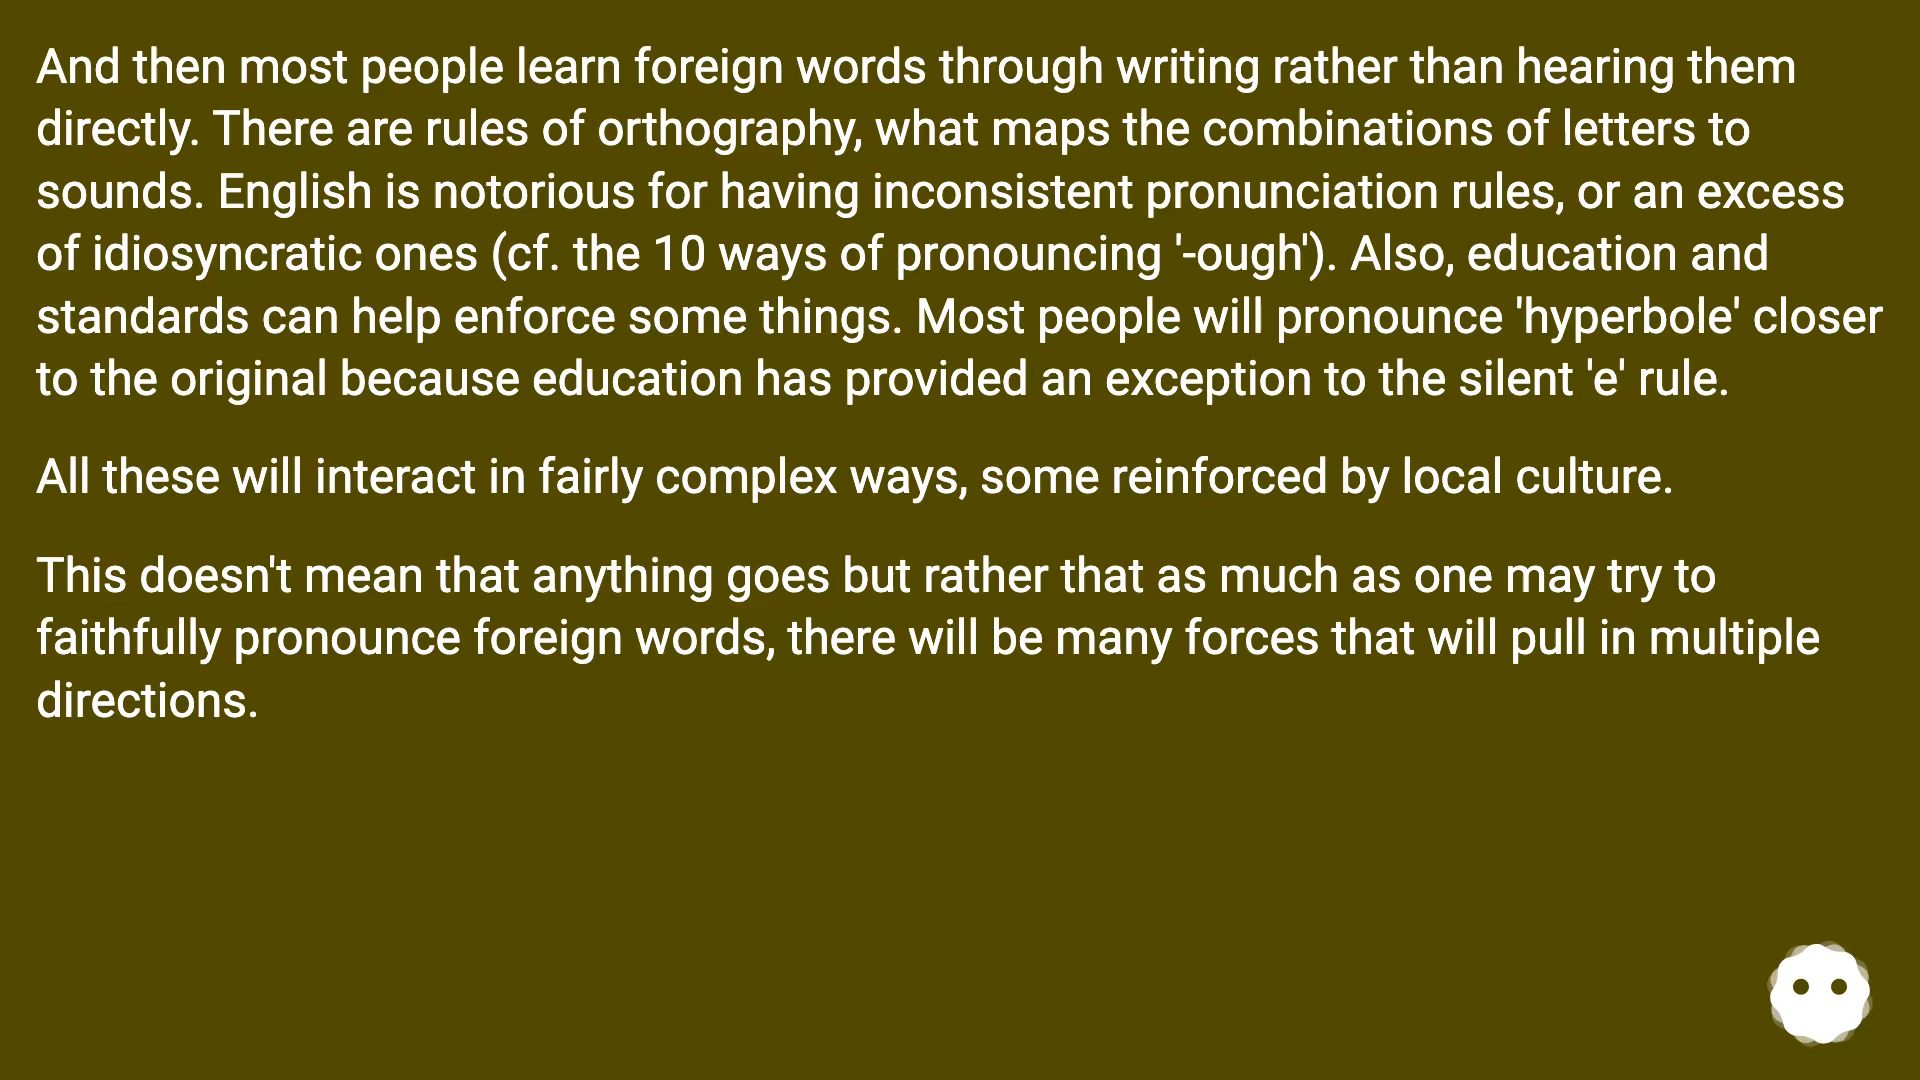 And then most people learn foreign words through writing rather than hearing them
directly. There are rules of orthography, what maps the combinations of letters to
sounds. English is notorious for having inconsistent pronunciation rules, or an excess
of idiosyncratic ones (cf. the 10 ways of pronouncing '-ough'). Also, education and
standards can help enforce some things. Most people will pronounce 'hyperbole' closer
to the original because education has provided an exception to the silent 'e' rule.
All these will interact in fairly complex ways, some reinforced by local culture.
This doesn't mean that anything goes but rather that as much as one may try to
faithfully pronounce foreign words, there will be many forces that will pull in multiple
directions.